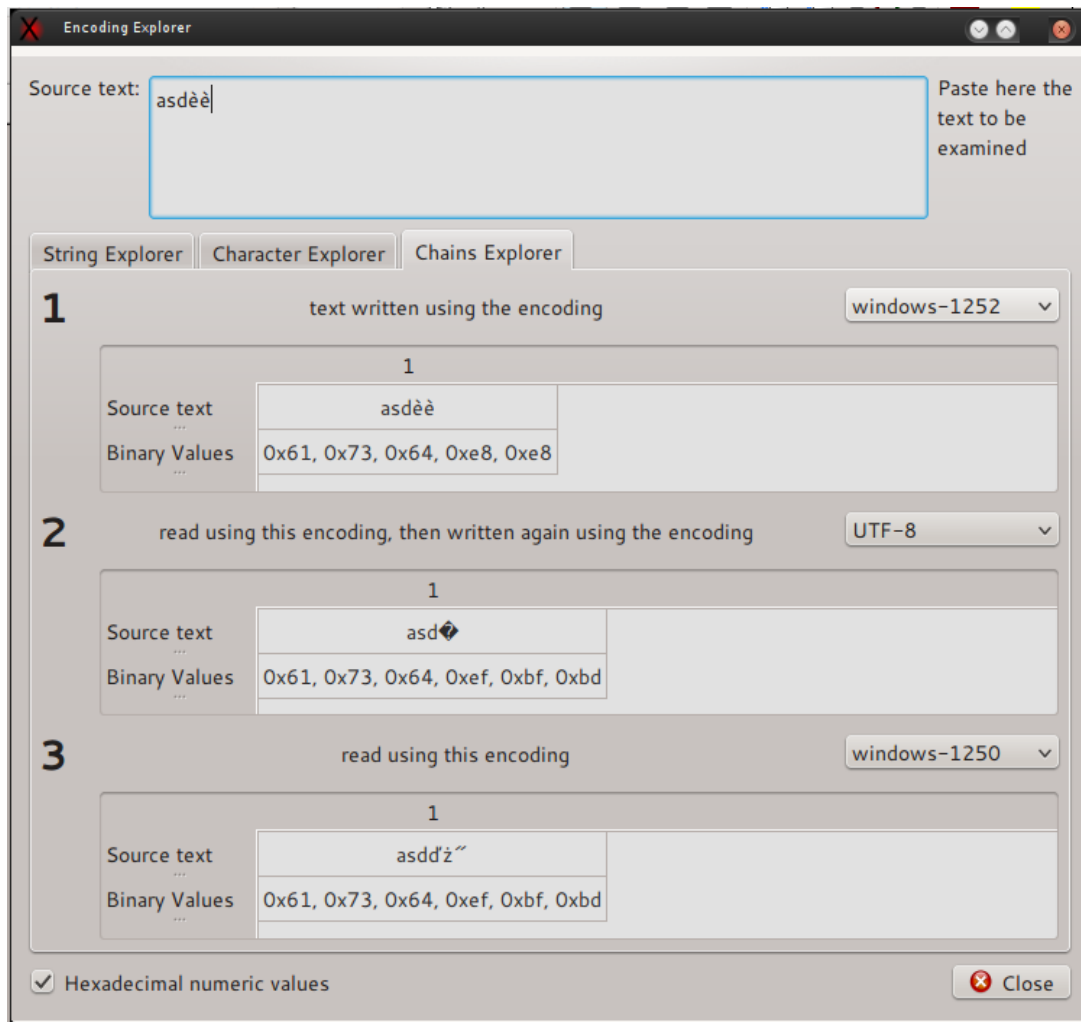 Encoding Explorer
Source text:
asdèè
Paste here the
text to be
examined
String Explorer
Character Explorer
Chains Explorer
1
text written using the encoding
windows-1252
1
Source text
asdèè
Binary Values
0x61, 0x73, 0x64, 0xe8, 0xe8
2
read using this encoding, then written again using the encoding
UTF-8
1
Source text
asd�
Binary Values
0x61, 0x73, 0x64, 0xef, 0xbf, 0xbd
3
read using this encoding
windows-1250
1
Source text
asdďż˝
Binary Values
0x61, 0x73, 0x64, 0xef, 0xbf, 0xbd
Hexadecimal numeric values
Close